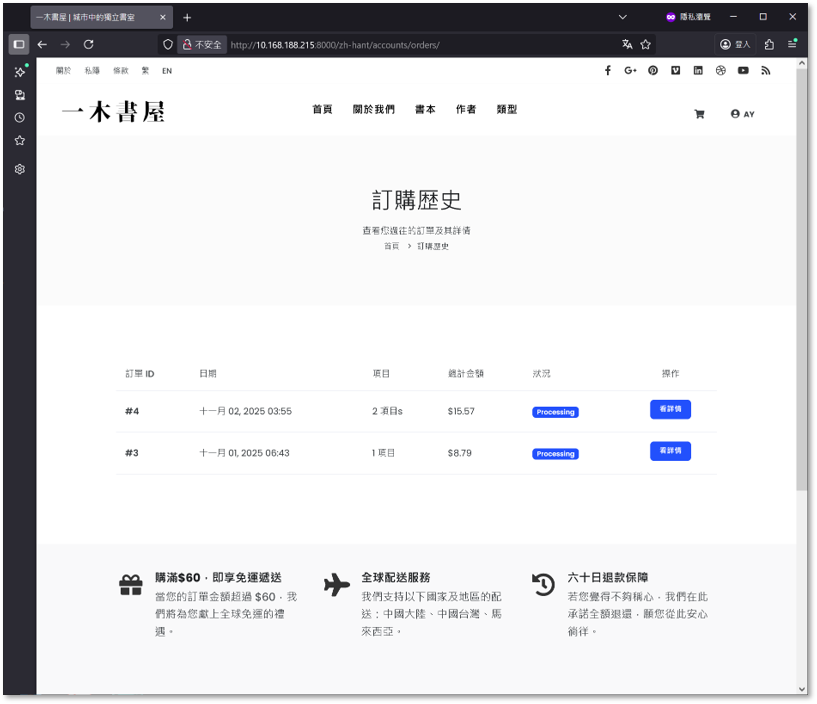 一木書屋 | 城市中的獨立書室
隱私瀏覽
不安全 http://10.168.188.215:8000/zh-hant/accounts/orders/ 登入
關於 私隱 條款 繁 EN
一木書屋
首頁 關於我們 書本 作者 類型
AY
訂購歷史
查看您過往的訂單及其詳情
首頁 > 訂購歷史
訂單 ID 日期 項目 總計金額 狀況 操作
#4 十一月 02, 2025 03:55 2 項目s $15.57 Processing 看詳情
#3 十一月 01, 2025 06:43 1 項目 $8.79 Processing 看詳情
購滿$60，即享免運遞送
當您的訂單金額超過 $60，我
們將為您獻上全球免運的禮
遇。
全球配送服務
我們支持以下國家及地區的配
送：中國大陸、中國台灣、馬
來西亞。
六十日退款保障
若您覺得不夠稱心，我們在此
承諾全額退還，願您從此安心
徜徉。